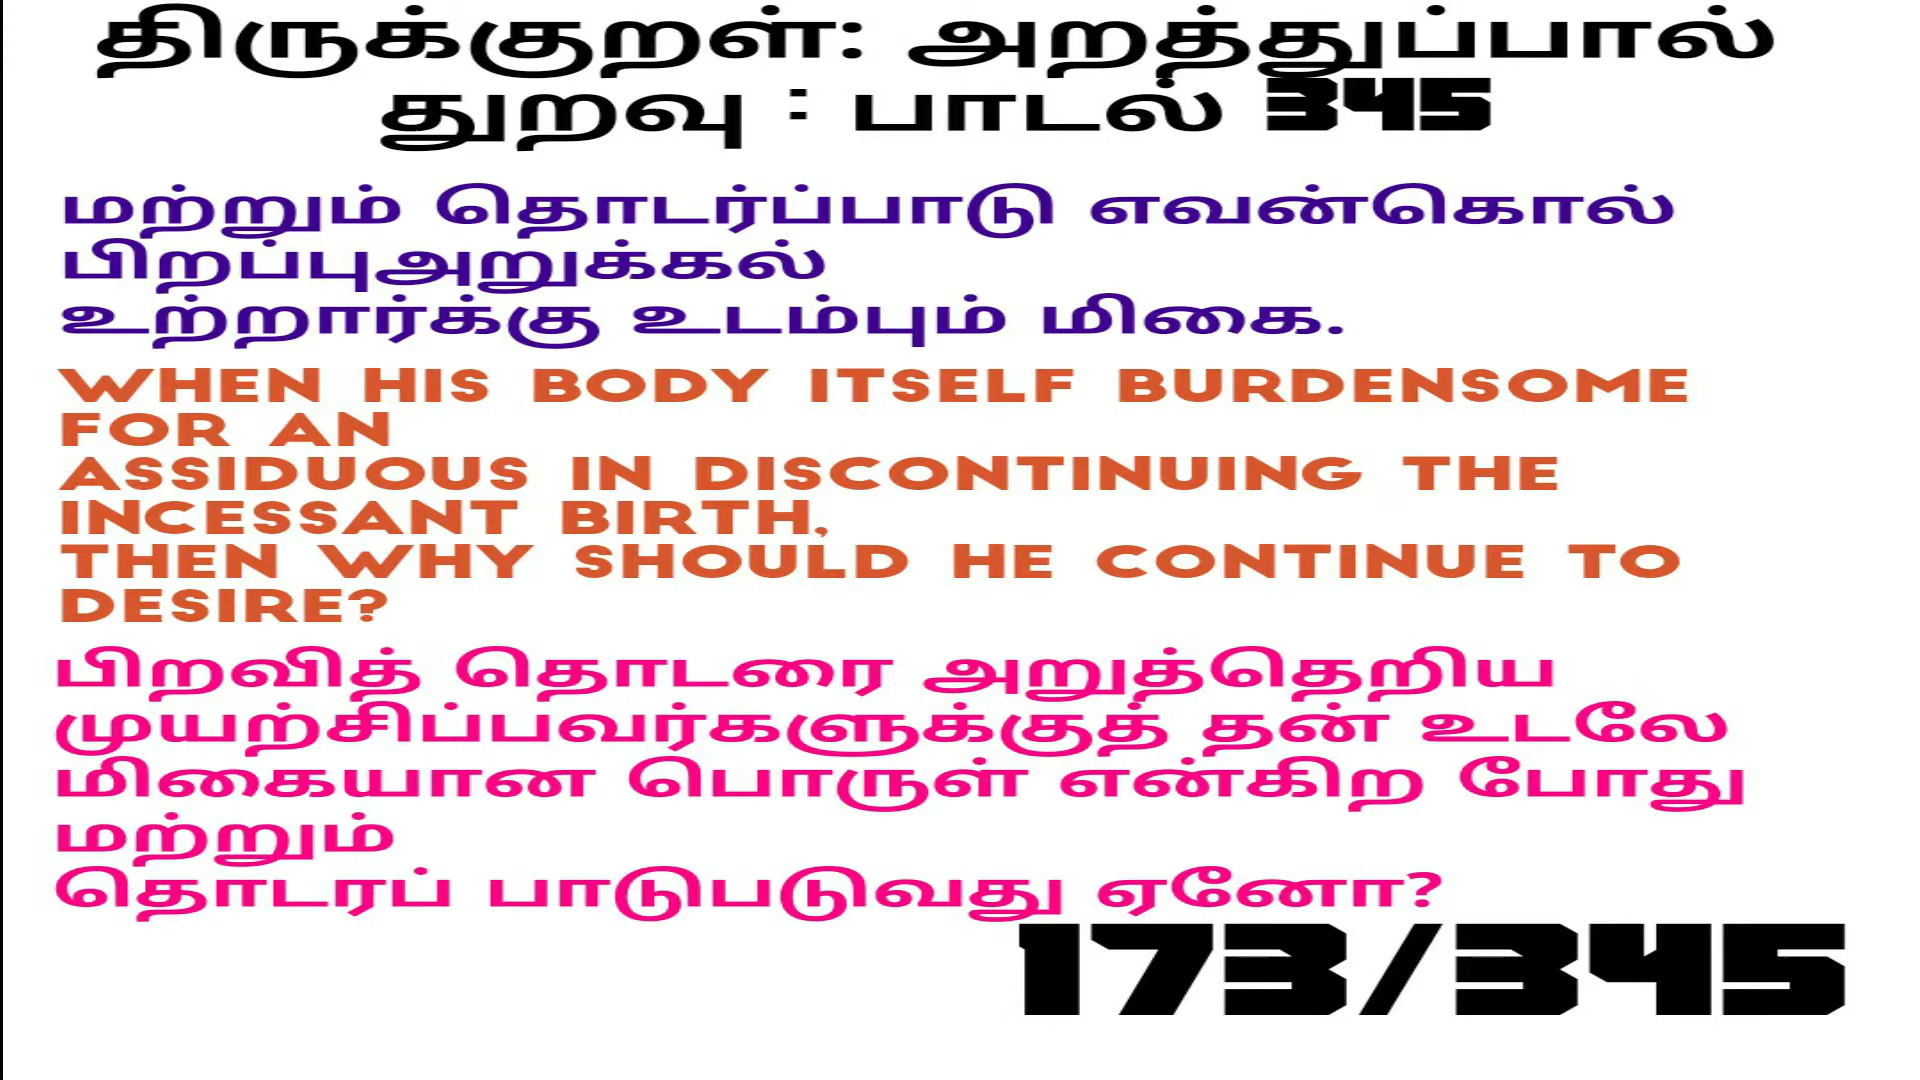 திருக்குறள்: அறத்துப்பால்
துறவு : பாடல் 345
மற்றும் தொடர்ப்பாடு எவன்கொல்
பிறப்புஅறுக்கல்
உற்றார்க்கு உடம்பும் மிகை.
WHEN HIS BODY ITSELF BURDENSOME
FOR AN
ASSIDUOUS IN DISCONTINUING THE
INCESSANT BIRTH,
THEN WHY SHOULD HE CONTINUE TO
DESIRE?
பிறவித் தொடரை அறுத்தெறிய
முயற்சிப்பவர்களுக்குத் தன் உடலே
மிகையான பொருள் என்கிற போது
மற்றும்
தொடரப் பாடுபடுவது ஏனோ?
173/345